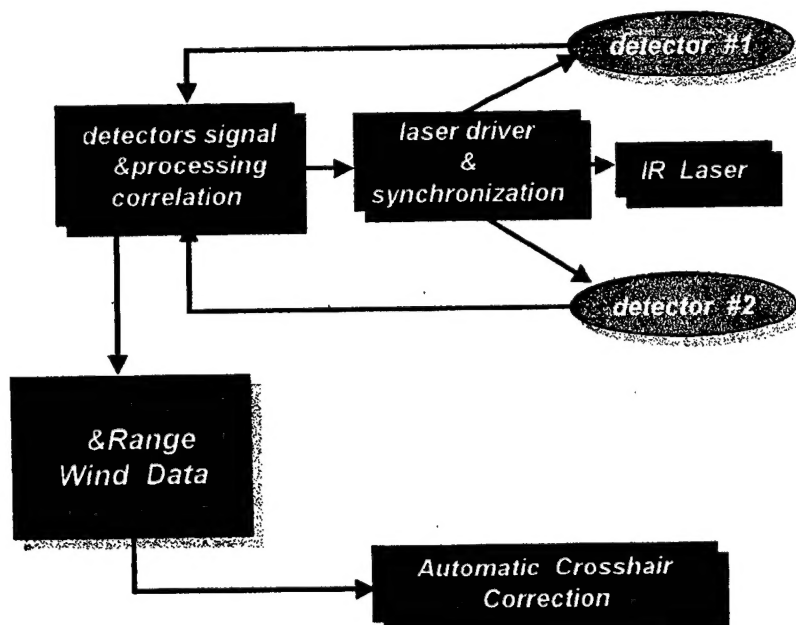 detector #1
detectors signal
&processing
correlation
laser driver
&
synchronization
IR Laser
detector #2
&Range
Wind Data
Automatic Crosshair
Correction